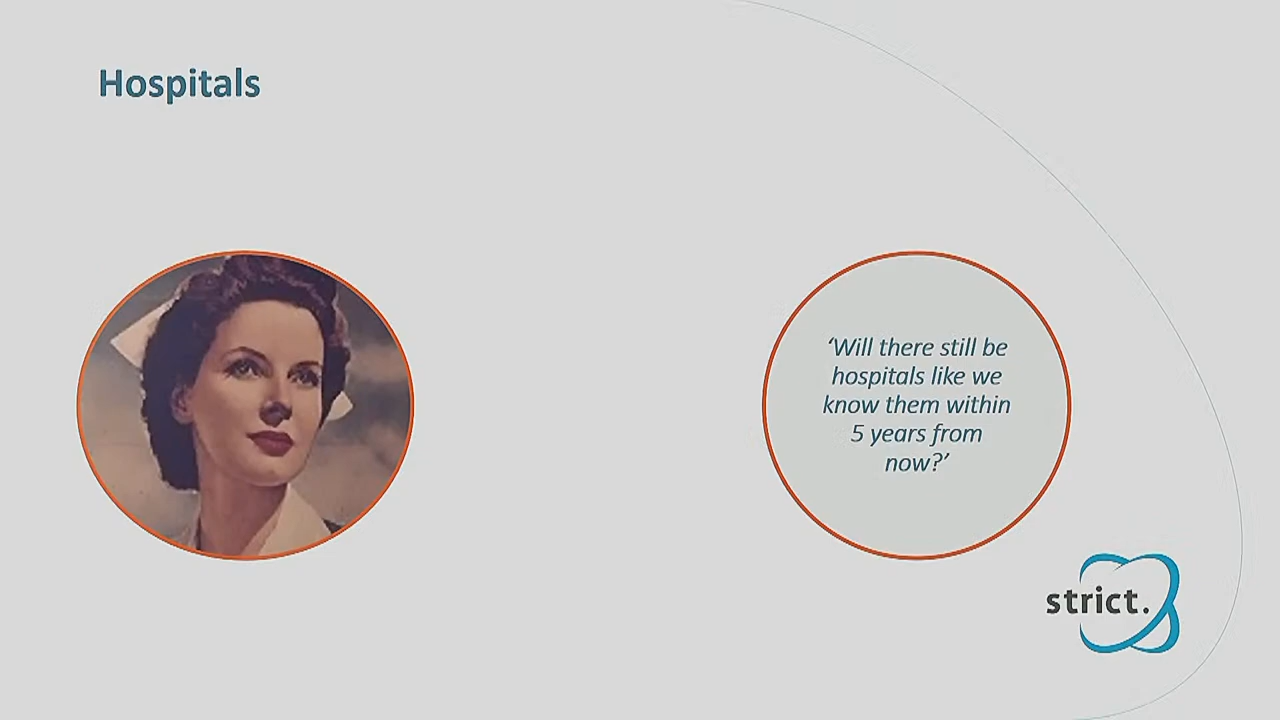 Hospitals
‘Will there still be
hospitals like we
know them within
5 years from
now?’
strict.